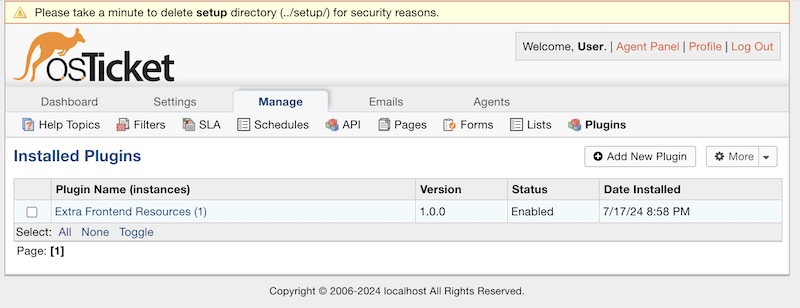 Please take a minute to delete setup directory (../setup/) for security reasons.
osTicket
Welcome, User. | Agent Panel | Profile | Log Out
Dashboard Settings Manage Emails Agents
Help Topics Filters SLA Schedules API Pages Forms Lists Plugins
Installed Plugins
Add New Plugin More
Plugin Name (instances) Version Status Date Installed
Extra Frontend Resources (1) 1.0.0 Enabled 7/17/24 8:58 PM
Select: All None Toggle
Page: [1]
Copyright © 2006-2024 localhost All Rights Reserved.